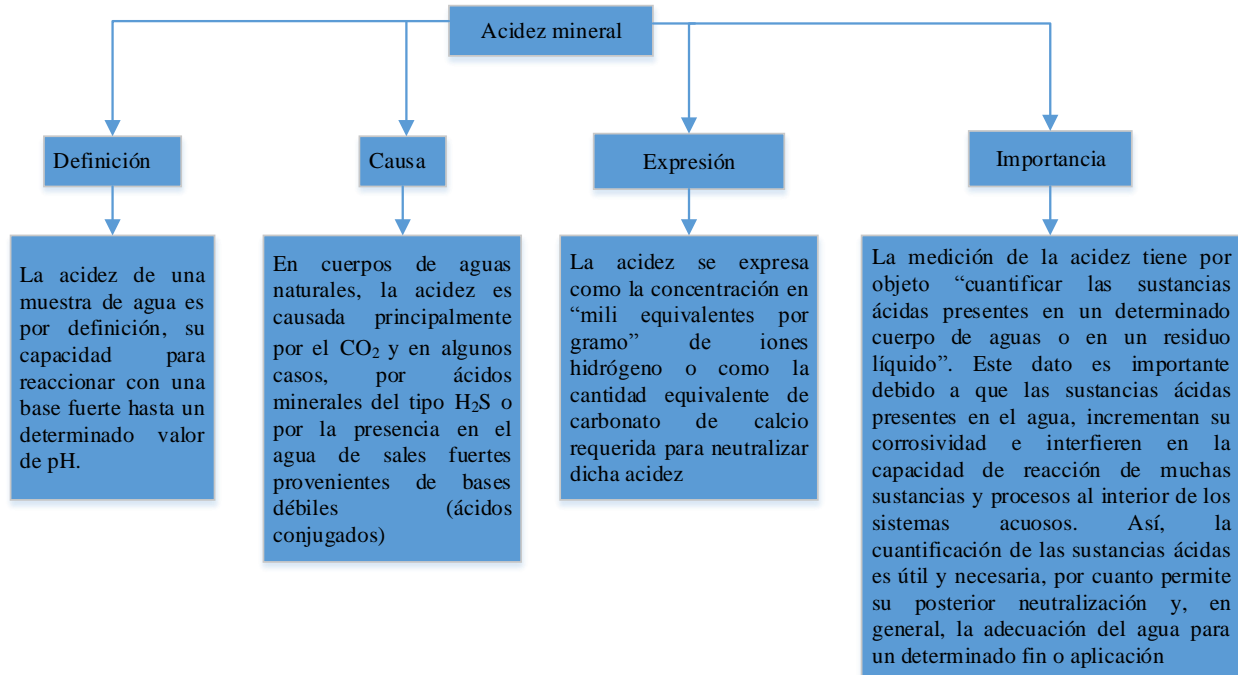 Acidez mineral
Definición
Causa
Expresión
Importancia
La acidez de una
muestra de agua es
por definición, su
capacidad para
reaccionar con una
base fuerte hasta un
determinado valor
de pH.
En cuerpos de aguas
naturales, la acidez es
causada principalmente
por el CO₂ y en algunos
casos, por ácidos
minerales del tipo H₂S o
por la presencia en el
agua de sales fuertes
provenientes de bases
débiles (ácidos
conjugados)
La acidez se expresa
como la concentración en
“mili equivalentes por
gramo” de iones
hidrógeno o como la
cantidad equivalente de
carbonato de calcio
requerida para neutralizar
dicha acidez
La medición de la acidez tiene por
objeto “cuantificar las sustancias
ácidas presentes en un determinado
cuerpo de aguas o en un residuo
líquido”. Este dato es importante
debido a que las sustancias ácidas
presentes en el agua, incrementan su
corrosividad e interfieren en la
capacidad de reacción de muchas
sustancias y procesos al interior de los
sistemas acuosos. Así, la
cuantificación de las sustancias ácidas
es útil y necesaria, por cuanto permite
su posterior neutralización y, en
general, la adecuación del agua para
un determinado fin o aplicación